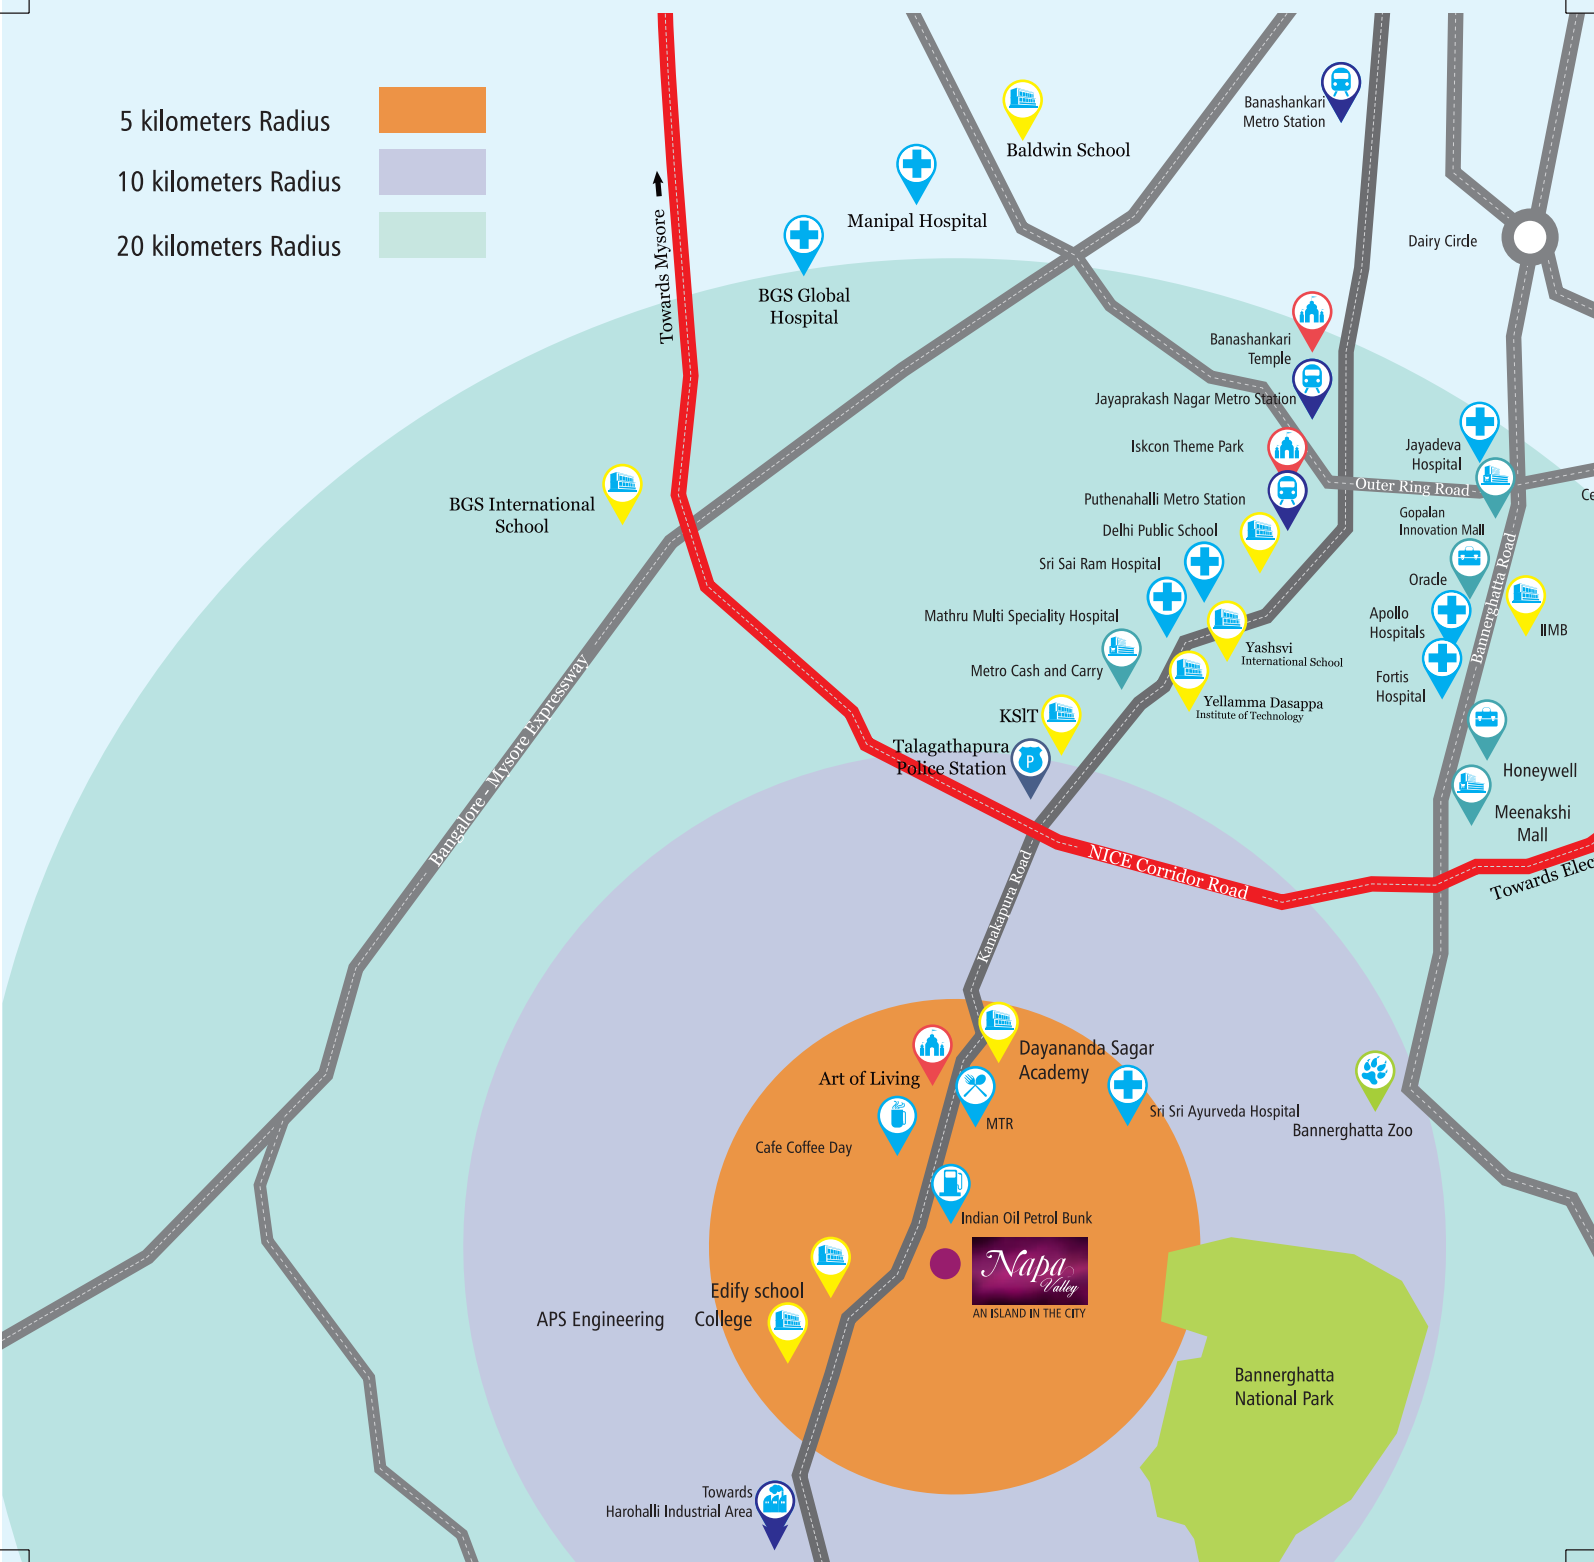 5 kilometers Radius
10 kilometers Radius
20 kilometers Radius
Towards Mysore
Baldwin School
Manipal Hospital
BGS Global
Hospital
Banashankari
Metro Station
Dairy Circle
Banashankari
Temple
Jayaprakash Nagar Metro Station
Iskcon Theme Park
Jayadeva
Hospital
Outer Ring Road
Puthenahalli Metro Station
Gopalan
Innovation Mall
Delhi Public School
BGS International
School
Sri Sai Ram Hospital
Oracle
Bannerghatta Road
Mathru Multi Speciality Hospital
Apollo
Hospitals
IIMB
Yashsvi
International School
Metro Cash and Carry
Fortis
Hospital
Yellamma Dasappa
Institute of Technology
KSIT
Talagathapura
Police Station
P
Honeywell
Meenakshi
Mall
Bangalore - Mysore Expressway
NICE Corridor Road
Kanakapura Road
Towards Elec
Ce
Dayananda Sagar
Academy
Art of Living
Sri Sri Ayurveda Hospital
MTR
Bannerghatta Zoo
Cafe Coffee Day
Indian Oil Petrol Bunk
Napa
Valley
AN ISLAND IN THE CITY
Edify school
APS Engineering College
Bannerghatta
National Park
Towards
Harohalli Industrial Area